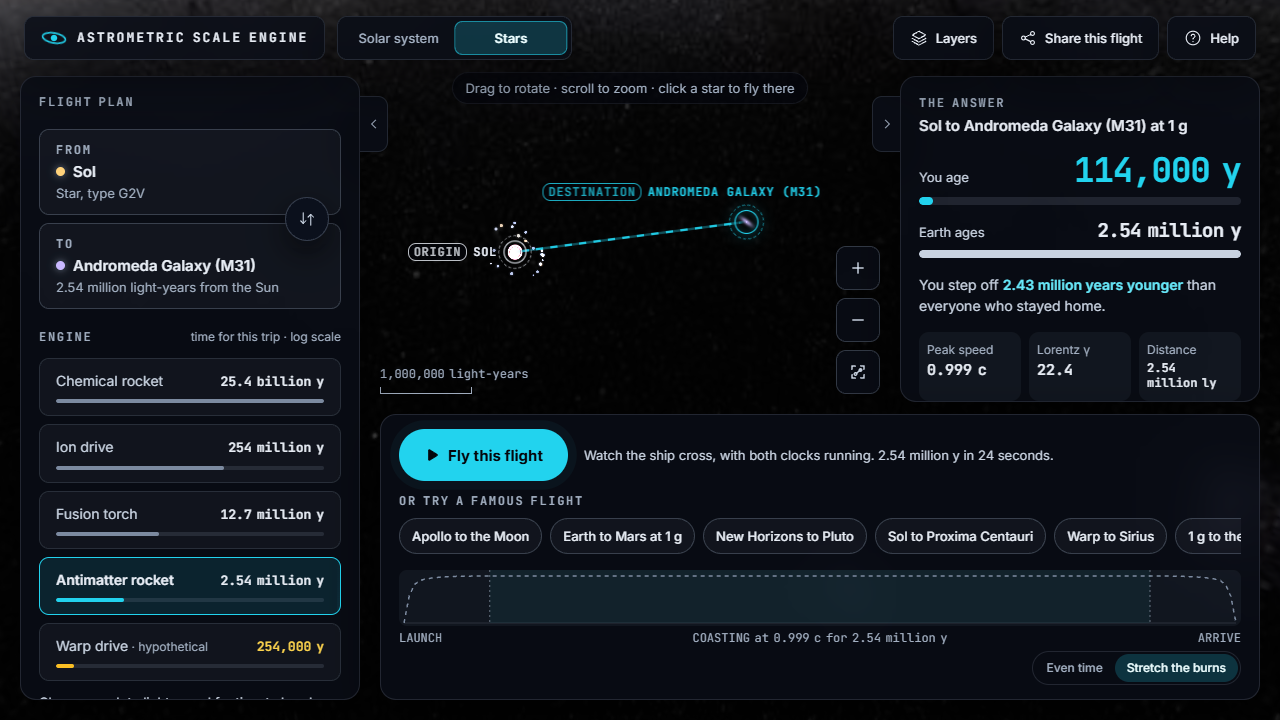 ASTROMETRIC SCALE ENGINE
Solar system
Stars
Layers
Share this flight
Help
FLIGHT PLAN
FROM
Sol
Star, type G2V
TO
Andromeda Galaxy (M31)
2.54 million light-years from the Sun
ENGINE
time for this trip · log scale
Chemical rocket
25.4 billion y
Ion drive
254 million y
Fusion torch
12.7 million y
Antimatter rocket
2.54 million y
Warp drive · hypothetical
254,000 y
Drag to rotate · scroll to zoom · click a star to fly there
DESTINATION ANDROMEDA GALAXY (M31)
ORIGIN SOL
1,000,000 light-years
THE ANSWER
Sol to Andromeda Galaxy (M31) at 1 g
You age
114,000 y
Earth ages
2.54 million y
You step off 2.43 million years younger than
everyone who stayed home.
Peak speed
0.999 c
Lorentz γ
22.4
Distance
2.54
million ly
Fly this flight
Watch the ship cross, with both clocks running. 2.54 million y in 24 seconds.
OR TRY A FAMOUS FLIGHT
Apollo to the Moon
Earth to Mars at 1 g
New Horizons to Pluto
Sol to Proxima Centauri
Warp to Sirius
1 g to the
LAUNCH
COASTING at 0.999 c for 2.54 million y
ARRIVE
Even time
Stretch the burns